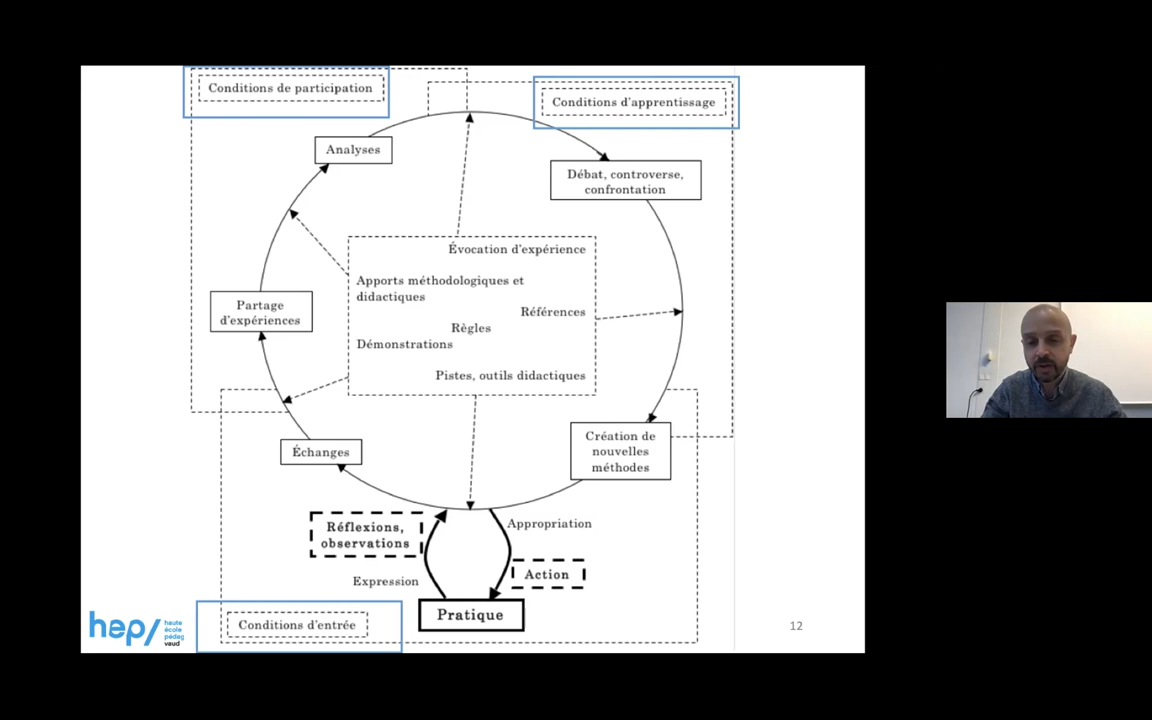 Conditions de participation
Conditions d'apprentissage
Analyses
Débat, controverse,
confrontation
Évocation d'expérience
Apports méthodologiques et
didactiques
Références
Règles
Démonstrations
Pistes, outils didactiques
Partage
d'expériences
Échanges
Création de
nouvelles
méthodes
Réflexions,
observations
Appropriation
Expression
Action
Pratique
Conditions d'entrée
hep/
haute
école
pédag
vaud
12